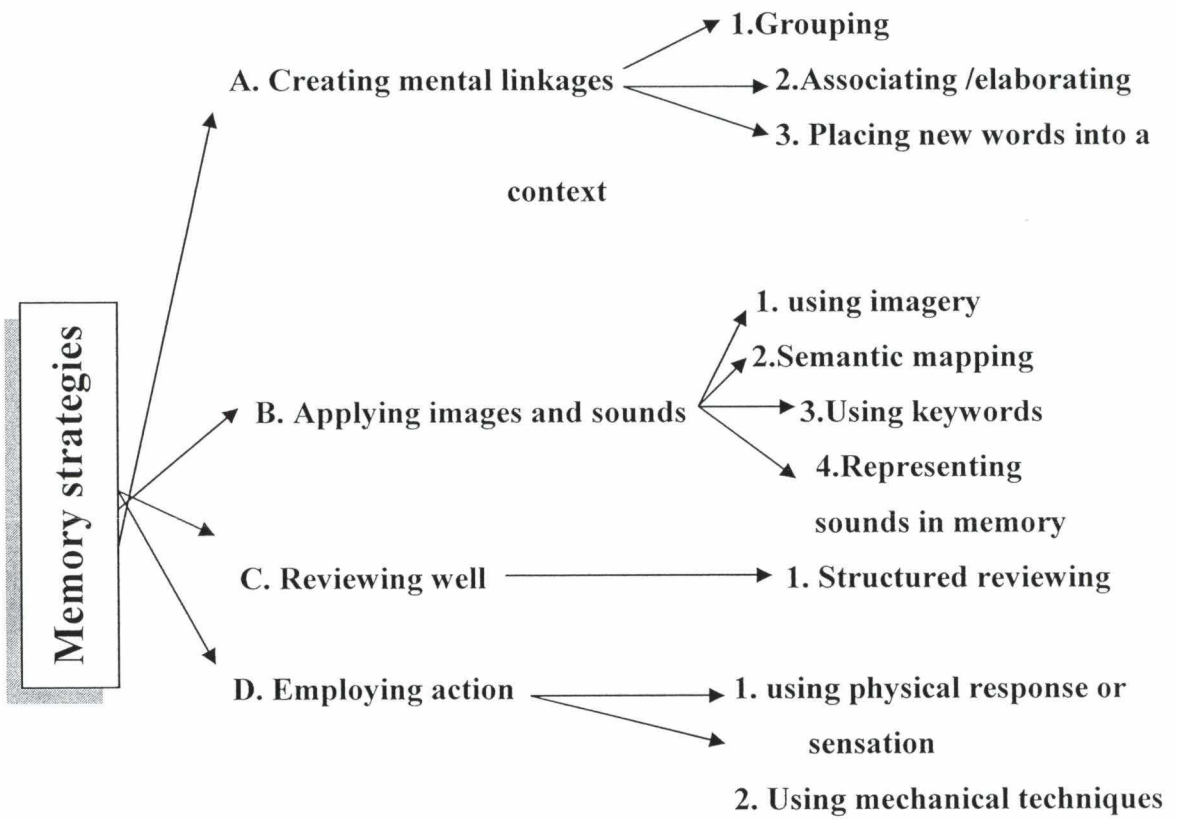 1.Grouping
A. Creating mental linkages
2.Associating /elaborating
3. Placing new words into a
context
Memory strategies
1. using imagery
2.Semantic mapping
B. Applying images and sounds
3.Using keywords
4.Representing
sounds in memory
C. Reviewing well
1. Structured reviewing
D. Employing action
1. using physical response or
sensation
2. Using mechanical techniques